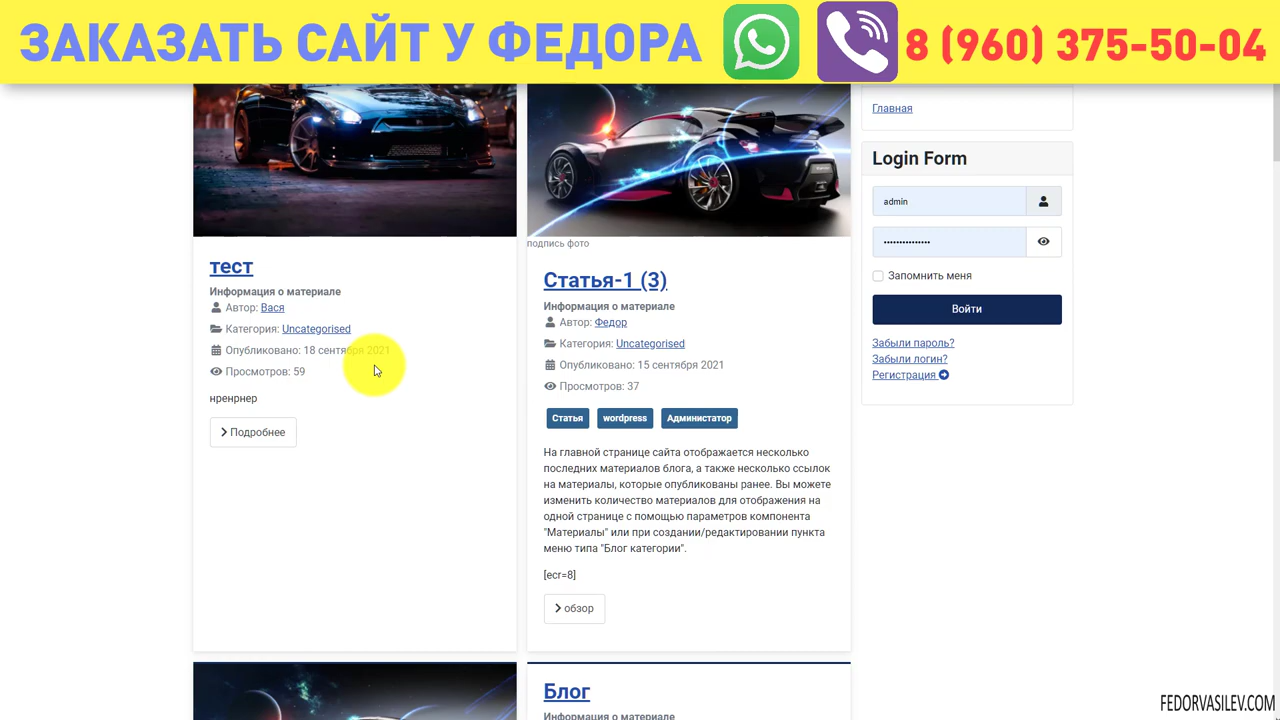 ЗАКАЗАТЬ САЙТ У ФЕДОРА
8 (960) 375-50-04
тест
Информация о материале
Автор: Вася
Категория: Uncategorised
Опубликовано: 18 сентября 2021
Просмотров: 59
нренрнер
Подробнее
подпись фото
Статья-1 (3)
Информация о материале
Автор: Федор
Категория: Uncategorised
Опубликовано: 15 сентября 2021
Просмотров: 37
Статья wordpress Администатор
На главной странице сайта отображается несколько
последних материалов блога, а также несколько ссылок
на материалы, которые опубликованы ранее. Вы можете
изменить количество материалов для отображения на
одной странице с помощью параметров компонента
"Материалы" или при создании/редактировании пункта
меню типа "Блог категории".
[ecr=8]
обзор
Блог
Информация о материале
Главная
Login Form
admin
•••••••••••••••
Запомнить меня
Войти
Забыли пароль?
Забыли логин?
Регистрация
FEDORVASILEV.COM